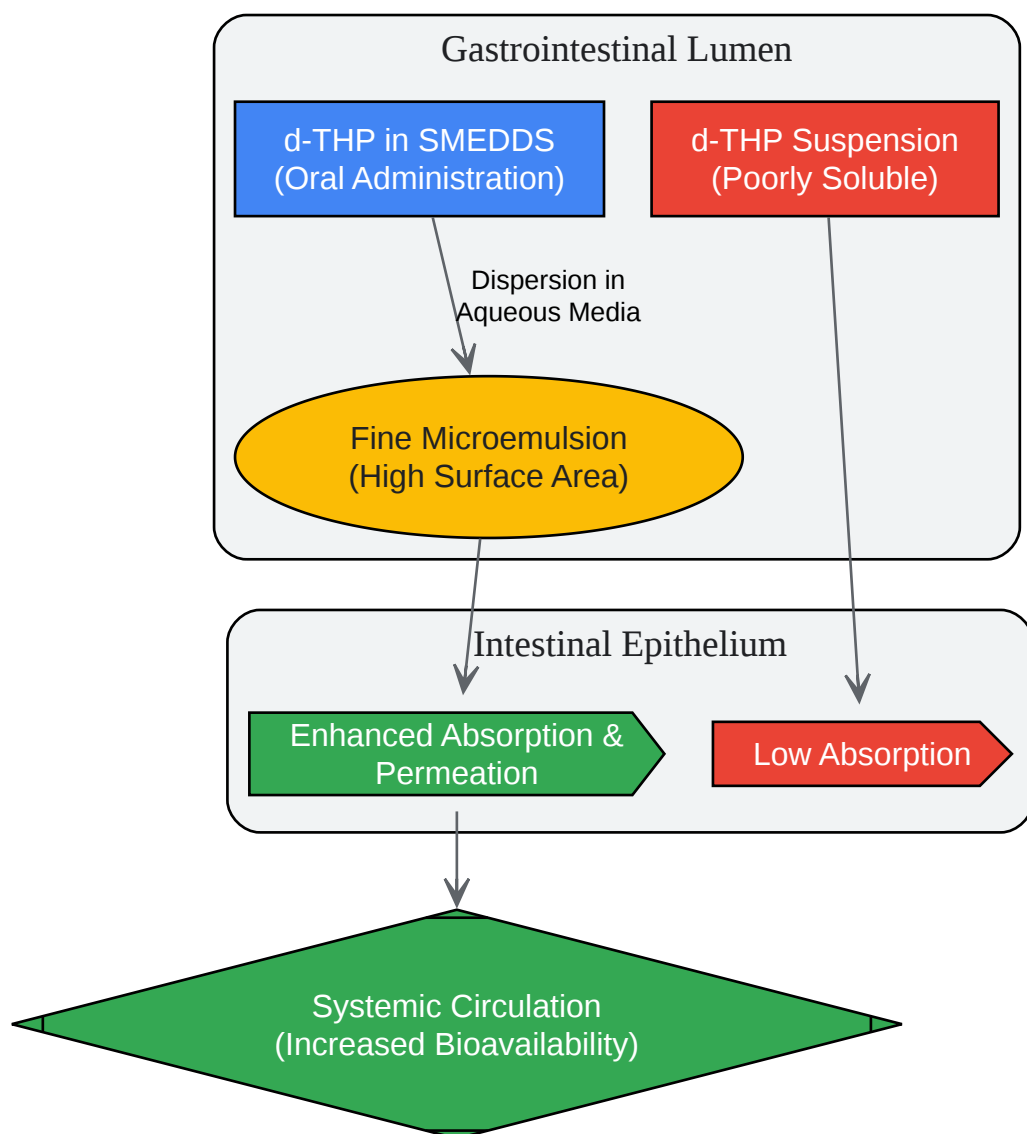 Gastrointestinal Lumen
d-THP in SMEDDS
(Oral Administration)
d-THP Suspension
(Poorly Soluble)
Dispersion in
Aqueous Media
Fine Microemulsion
(High Surface Area)
Intestinal Epithelium
Enhanced Absorption &
Permeation
Low Absorption
Systemic Circulation
(Increased Bioavailability)